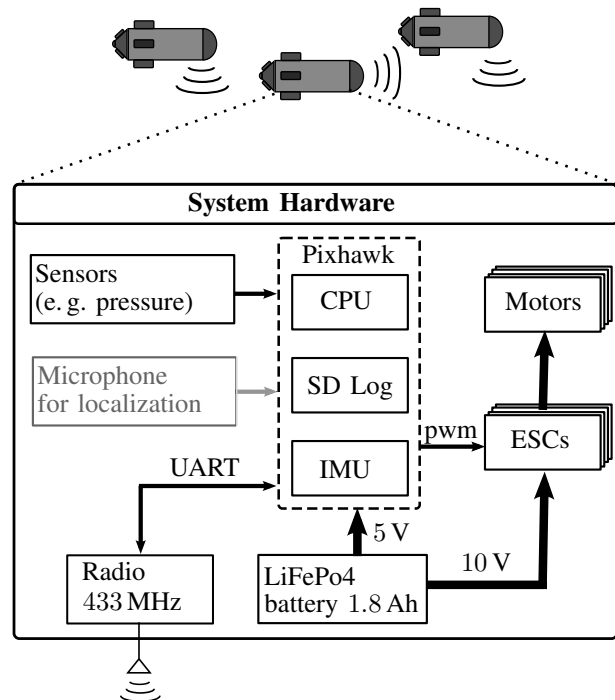 System Hardware
Pixhawk
Sensors
(e. g. pressure)
CPU
Motors
Microphone
for localization
SD Log
pwm
ESCs
UART
IMU
5 V
10 V
Radio
433 MHz
LiFePo4
battery 1.8 Ah